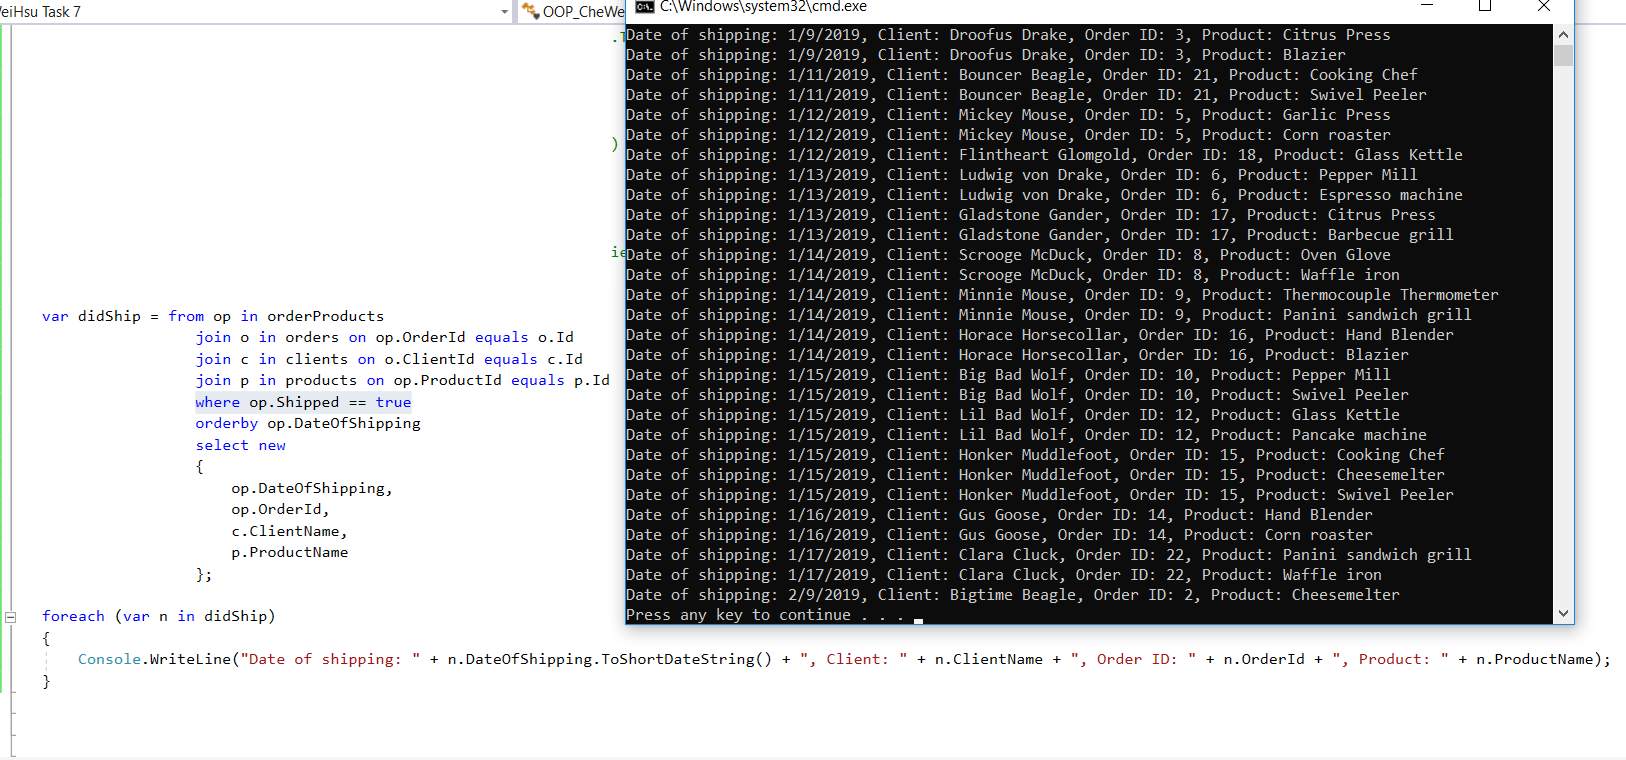 eiHsu Task 7
OOP_CheWe
C:\Windows\system32\cmd.exe
)
var didShip = from op in orderProducts
join o in orders on op.OrderId equals o.Id
join c in clients on o.ClientId equals c.Id
join p in products on op.ProductId equals p.Id
where op.Shipped == true
orderby op.DateOfShipping
select new
{
op.DateOfShipping,
op.OrderId,
c.ClientName,
p.ProductName
};
foreach (var n in didShip)
{
Console.WriteLine("Date of shipping: " + n.DateOfShipping.ToShortDateString() + ", Client: " + n.ClientName + ", Order ID: " + n.OrderId + ", Product: " + n.ProductName);
}
Date of shipping: 1/9/2019, Client: Droofus Drake, Order ID: 3, Product: Citrus Press
Date of shipping: 1/9/2019, Client: Droofus Drake, Order ID: 3, Product: Blazier
Date of shipping: 1/11/2019, Client: Bouncer Beagle, Order ID: 21, Product: Cooking Chef
Date of shipping: 1/11/2019, Client: Bouncer Beagle, Order ID: 21, Product: Swivel Peeler
Date of shipping: 1/12/2019, Client: Mickey Mouse, Order ID: 5, Product: Garlic Press
Date of shipping: 1/12/2019, Client: Mickey Mouse, Order ID: 5, Product: Corn roaster
Date of shipping: 1/12/2019, Client: Flintheart Glomgold, Order ID: 18, Product: Glass Kettle
Date of shipping: 1/13/2019, Client: Ludwig von Drake, Order ID: 6, Product: Pepper Mill
Date of shipping: 1/13/2019, Client: Ludwig von Drake, Order ID: 6, Product: Espresso machine
Date of shipping: 1/13/2019, Client: Gladstone Gander, Order ID: 17, Product: Citrus Press
Date of shipping: 1/13/2019, Client: Gladstone Gander, Order ID: 17, Product: Barbecue grill
Date of shipping: 1/14/2019, Client: Scrooge McDuck, Order ID: 8, Product: Oven Glove
Date of shipping: 1/14/2019, Client: Scrooge McDuck, Order ID: 8, Product: Waffle iron
Date of shipping: 1/14/2019, Client: Minnie Mouse, Order ID: 9, Product: Thermocouple Thermometer
Date of shipping: 1/14/2019, Client: Minnie Mouse, Order ID: 9, Product: Panini sandwich grill
Date of shipping: 1/14/2019, Client: Horace Horsecollar, Order ID: 16, Product: Hand Blender
Date of shipping: 1/14/2019, Client: Horace Horsecollar, Order ID: 16, Product: Blazier
Date of shipping: 1/15/2019, Client: Big Bad Wolf, Order ID: 10, Product: Pepper Mill
Date of shipping: 1/15/2019, Client: Big Bad Wolf, Order ID: 10, Product: Swivel Peeler
Date of shipping: 1/15/2019, Client: Lil Bad Wolf, Order ID: 12, Product: Glass Kettle
Date of shipping: 1/15/2019, Client: Lil Bad Wolf, Order ID: 12, Product: Pancake machine
Date of shipping: 1/15/2019, Client: Honker Muddlefoot, Order ID: 15, Product: Cooking Chef
Date of shipping: 1/15/2019, Client: Honker Muddlefoot, Order ID: 15, Product: Cheesemelter
Date of shipping: 1/15/2019, Client: Honker Muddlefoot, Order ID: 15, Product: Swivel Peeler
Date of shipping: 1/16/2019, Client: Gus Goose, Order ID: 14, Product: Hand Blender
Date of shipping: 1/16/2019, Client: Gus Goose, Order ID: 14, Product: Corn roaster
Date of shipping: 1/17/2019, Client: Clara Cluck, Order ID: 22, Product: Panini sandwich grill
Date of shipping: 1/17/2019, Client: Clara Cluck, Order ID: 22, Product: Waffle iron
Date of shipping: 2/9/2019, Client: Bigtime Beagle, Order ID: 2, Product: Cheesemelter
Press any key to continue . . .